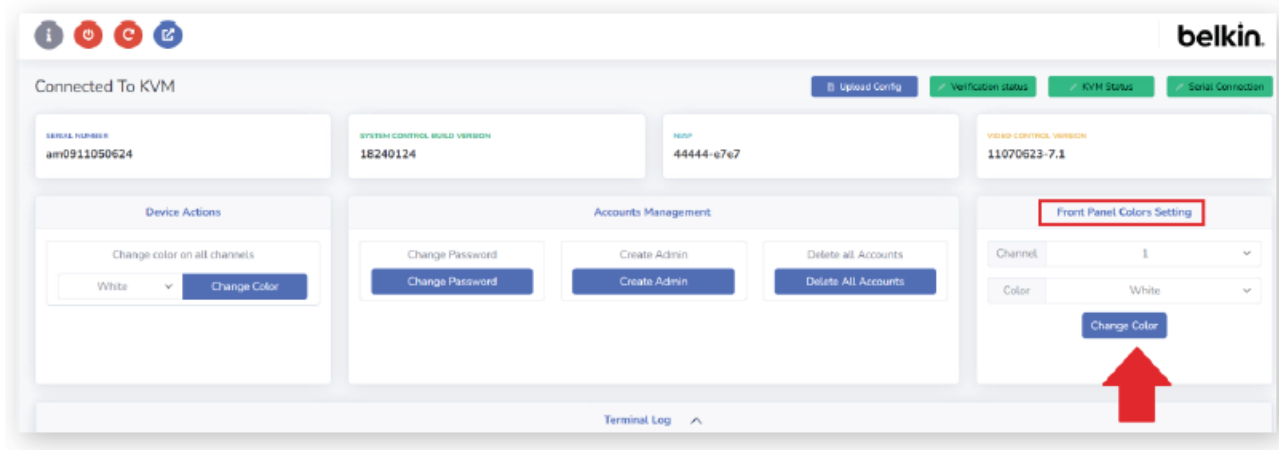 i
belkin.
Connected To KVM
Upload Config
Verification status
KVM Status
Serial Connection
SERIAL NUMBER
am0911050624
SYSTEM CONTROL BUILD VERSION
18240124
44444-e7e7
VIDEO CONTROL VERSION
11070623-7.1
Device Actions
Change color on all channels
White
Change Color
Accounts Management
Change Password
Change Password
Create Admin
Create Admin
Delete all Accounts
Delete All Accounts
Front Panel Colors Setting
Channel
1
Color
White
Change Color
Terminal Log